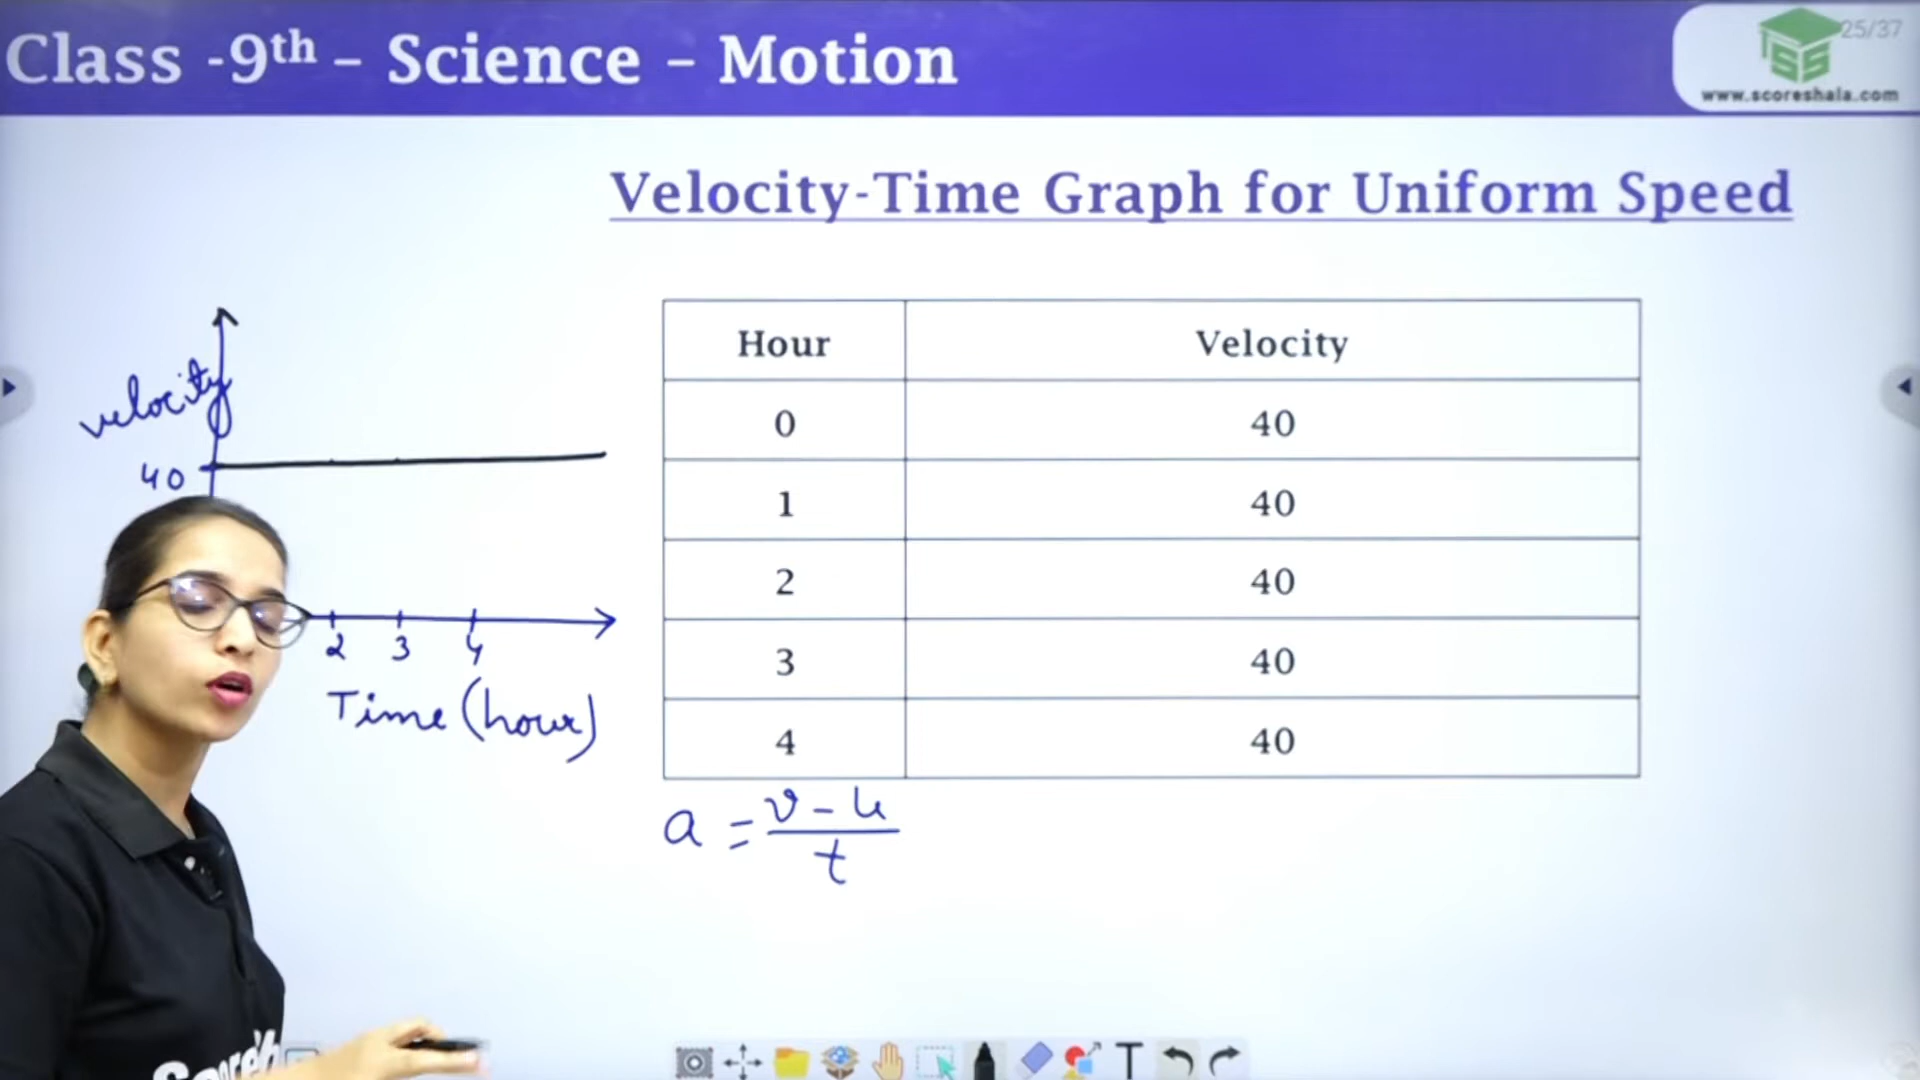 Class -9th – Science – Motion
25/37
www.scoreshala.com
Velocity-Time Graph for Uniform Speed
velocity
40
2 3 4
Time (hour)
Hour Velocity
0 40
1 40
2 40
3 40
4 40
a = v - u
t